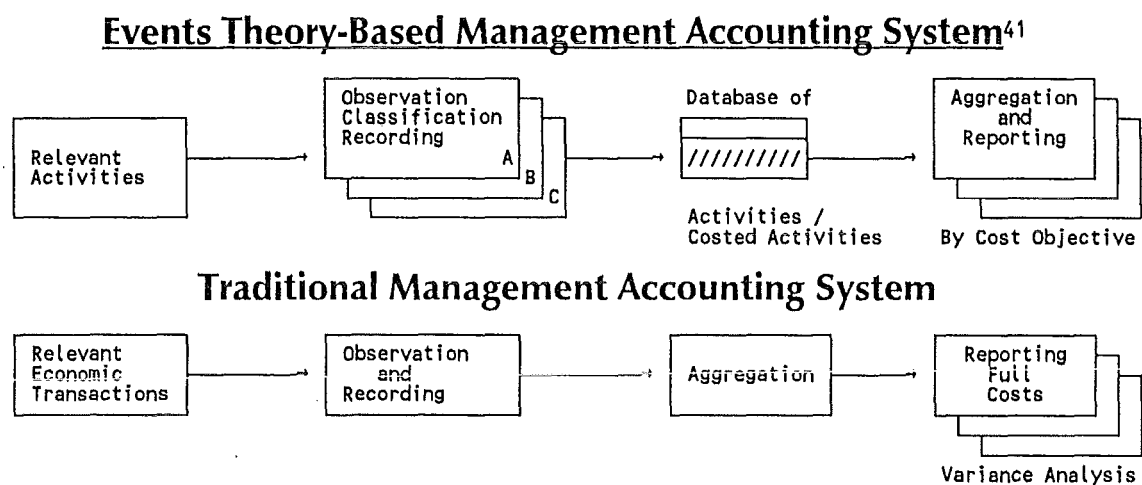 Events Theory-Based Management Accounting System41
Relevant
Activities
Observation
Classification
Recording
A
B
C
Database of
//////////
Activities /
Costed Activities
Aggregation
and
Reporting
By Cost Objective
Traditional Management Accounting System
Relevant
Economic
Transactions
Observation
and
Recording
Aggregation
Reporting
Full
Costs
Variance Analysis